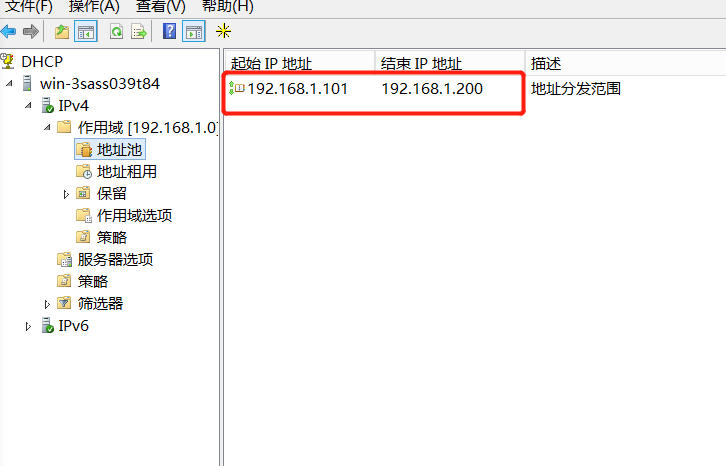 文件(F) 操作(A) 查看(V) 帮助(H)
DHCP
win-3sass039t84
IPv4
作用域 [192.168.1.0]
地址池
地址租用
保留
作用域选项
策略
服务器选项
策略
筛选器
IPv6
起始 IP 地址 结束 IP 地址 描述
192.168.1.101 192.168.1.200 地址分发范围